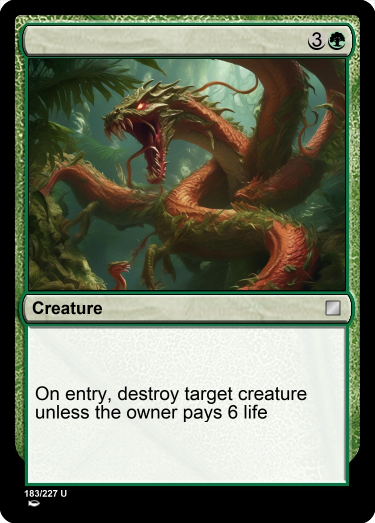 3
Creature
On entry, destroy target creature
unless the owner pays 6 life
183/227 U